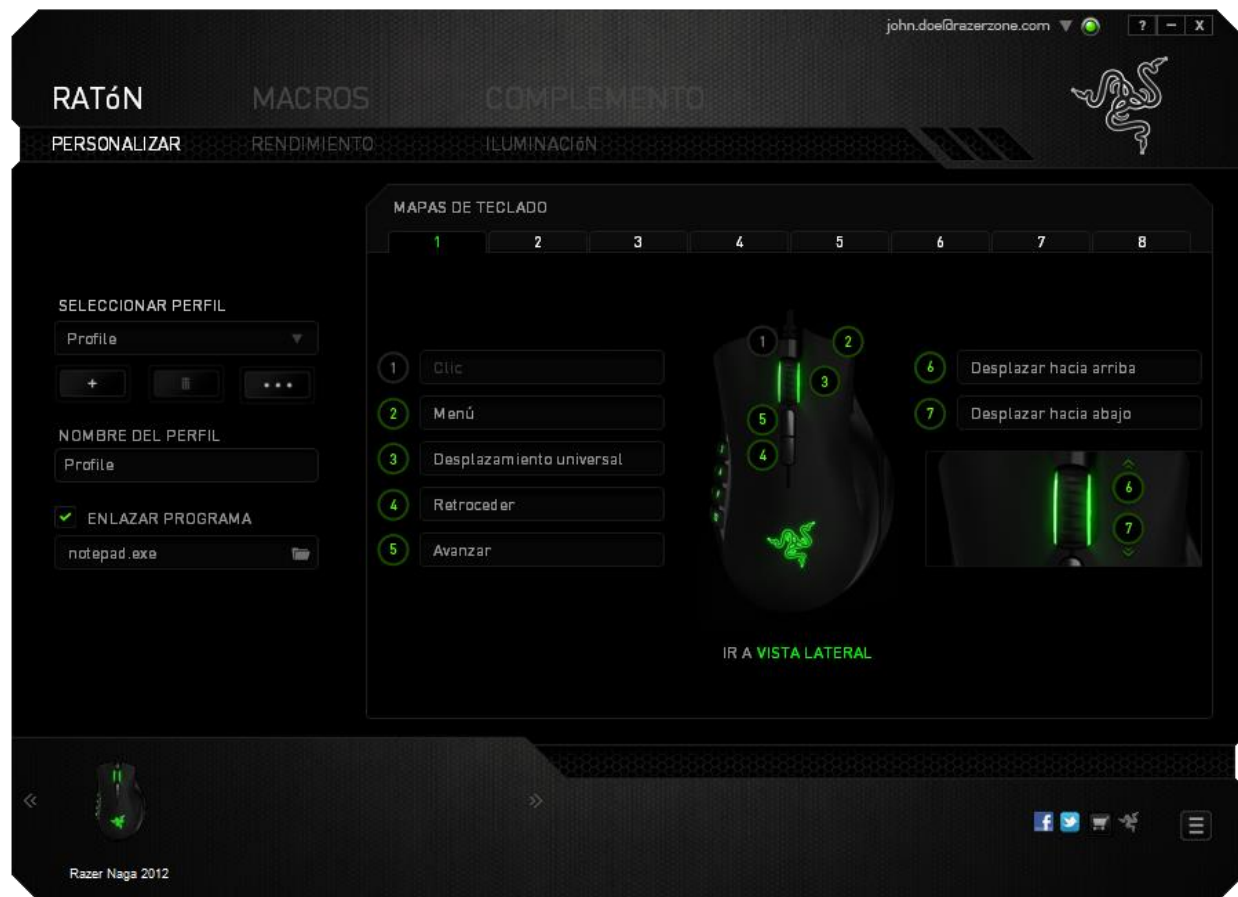 john.doe@razerzone.com
? – X
RATóN MACROS COMPLEMENTO
PERSONALIZAR RENDIMIENTO ILUMINACIóN
MAPAS DE TECLADO
1 2 3 4 5 6 7 8
SELECCIONAR PERFIL
Profile
+ •••
NOMBRE DEL PERFIL
Profile
ENLAZAR PROGRAMA
notepad.exe
1 Clic
2 Menú
3 Desplazamiento universal
4 Retroceder
5 Avanzar
1 2
3
5
4
6 Desplazar hacia arriba
7 Desplazar hacia abajo
6
7
IR A VISTA LATERAL
Razer Naga 2012